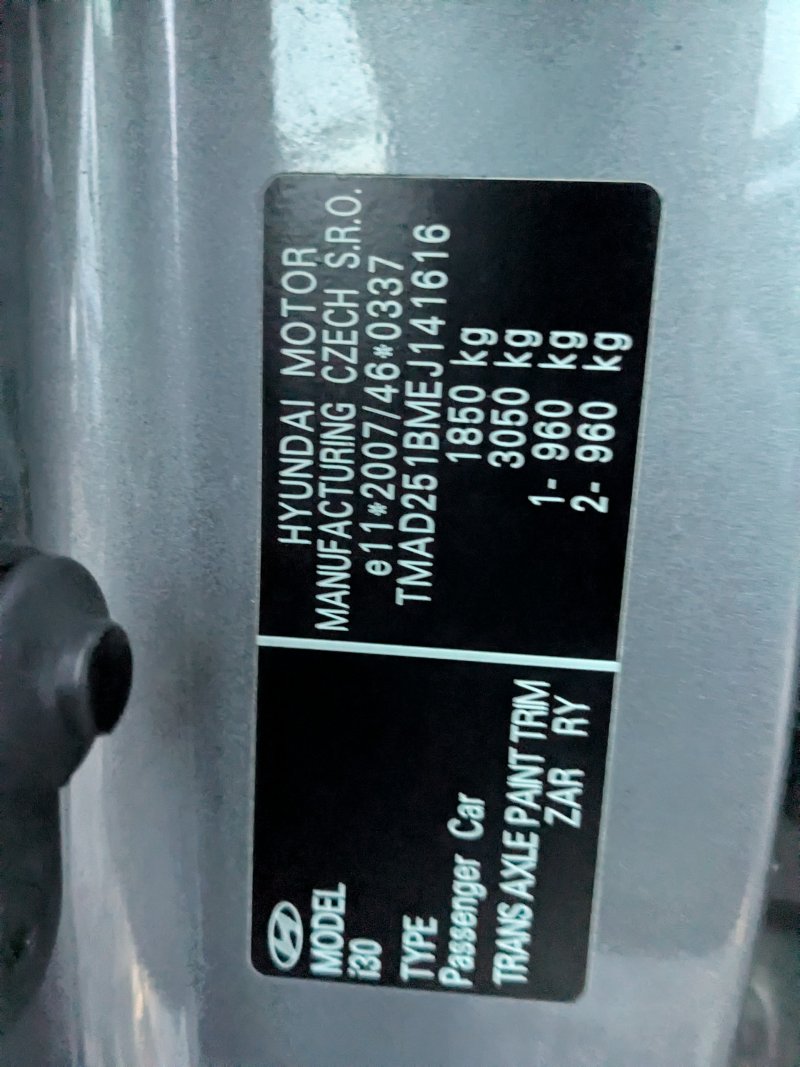 MODEL
i30
TYPE
Passenger Car
TRANS AXLE PAINT TRIM
ZAR RY
HYUNDAI MOTOR
MANUFACTURING CZECH S.R.O.
e11*2007/46*0337
TMAD251BMEJ141616
1850 kg
3050 kg
1- 960 kg
2- 960 kg